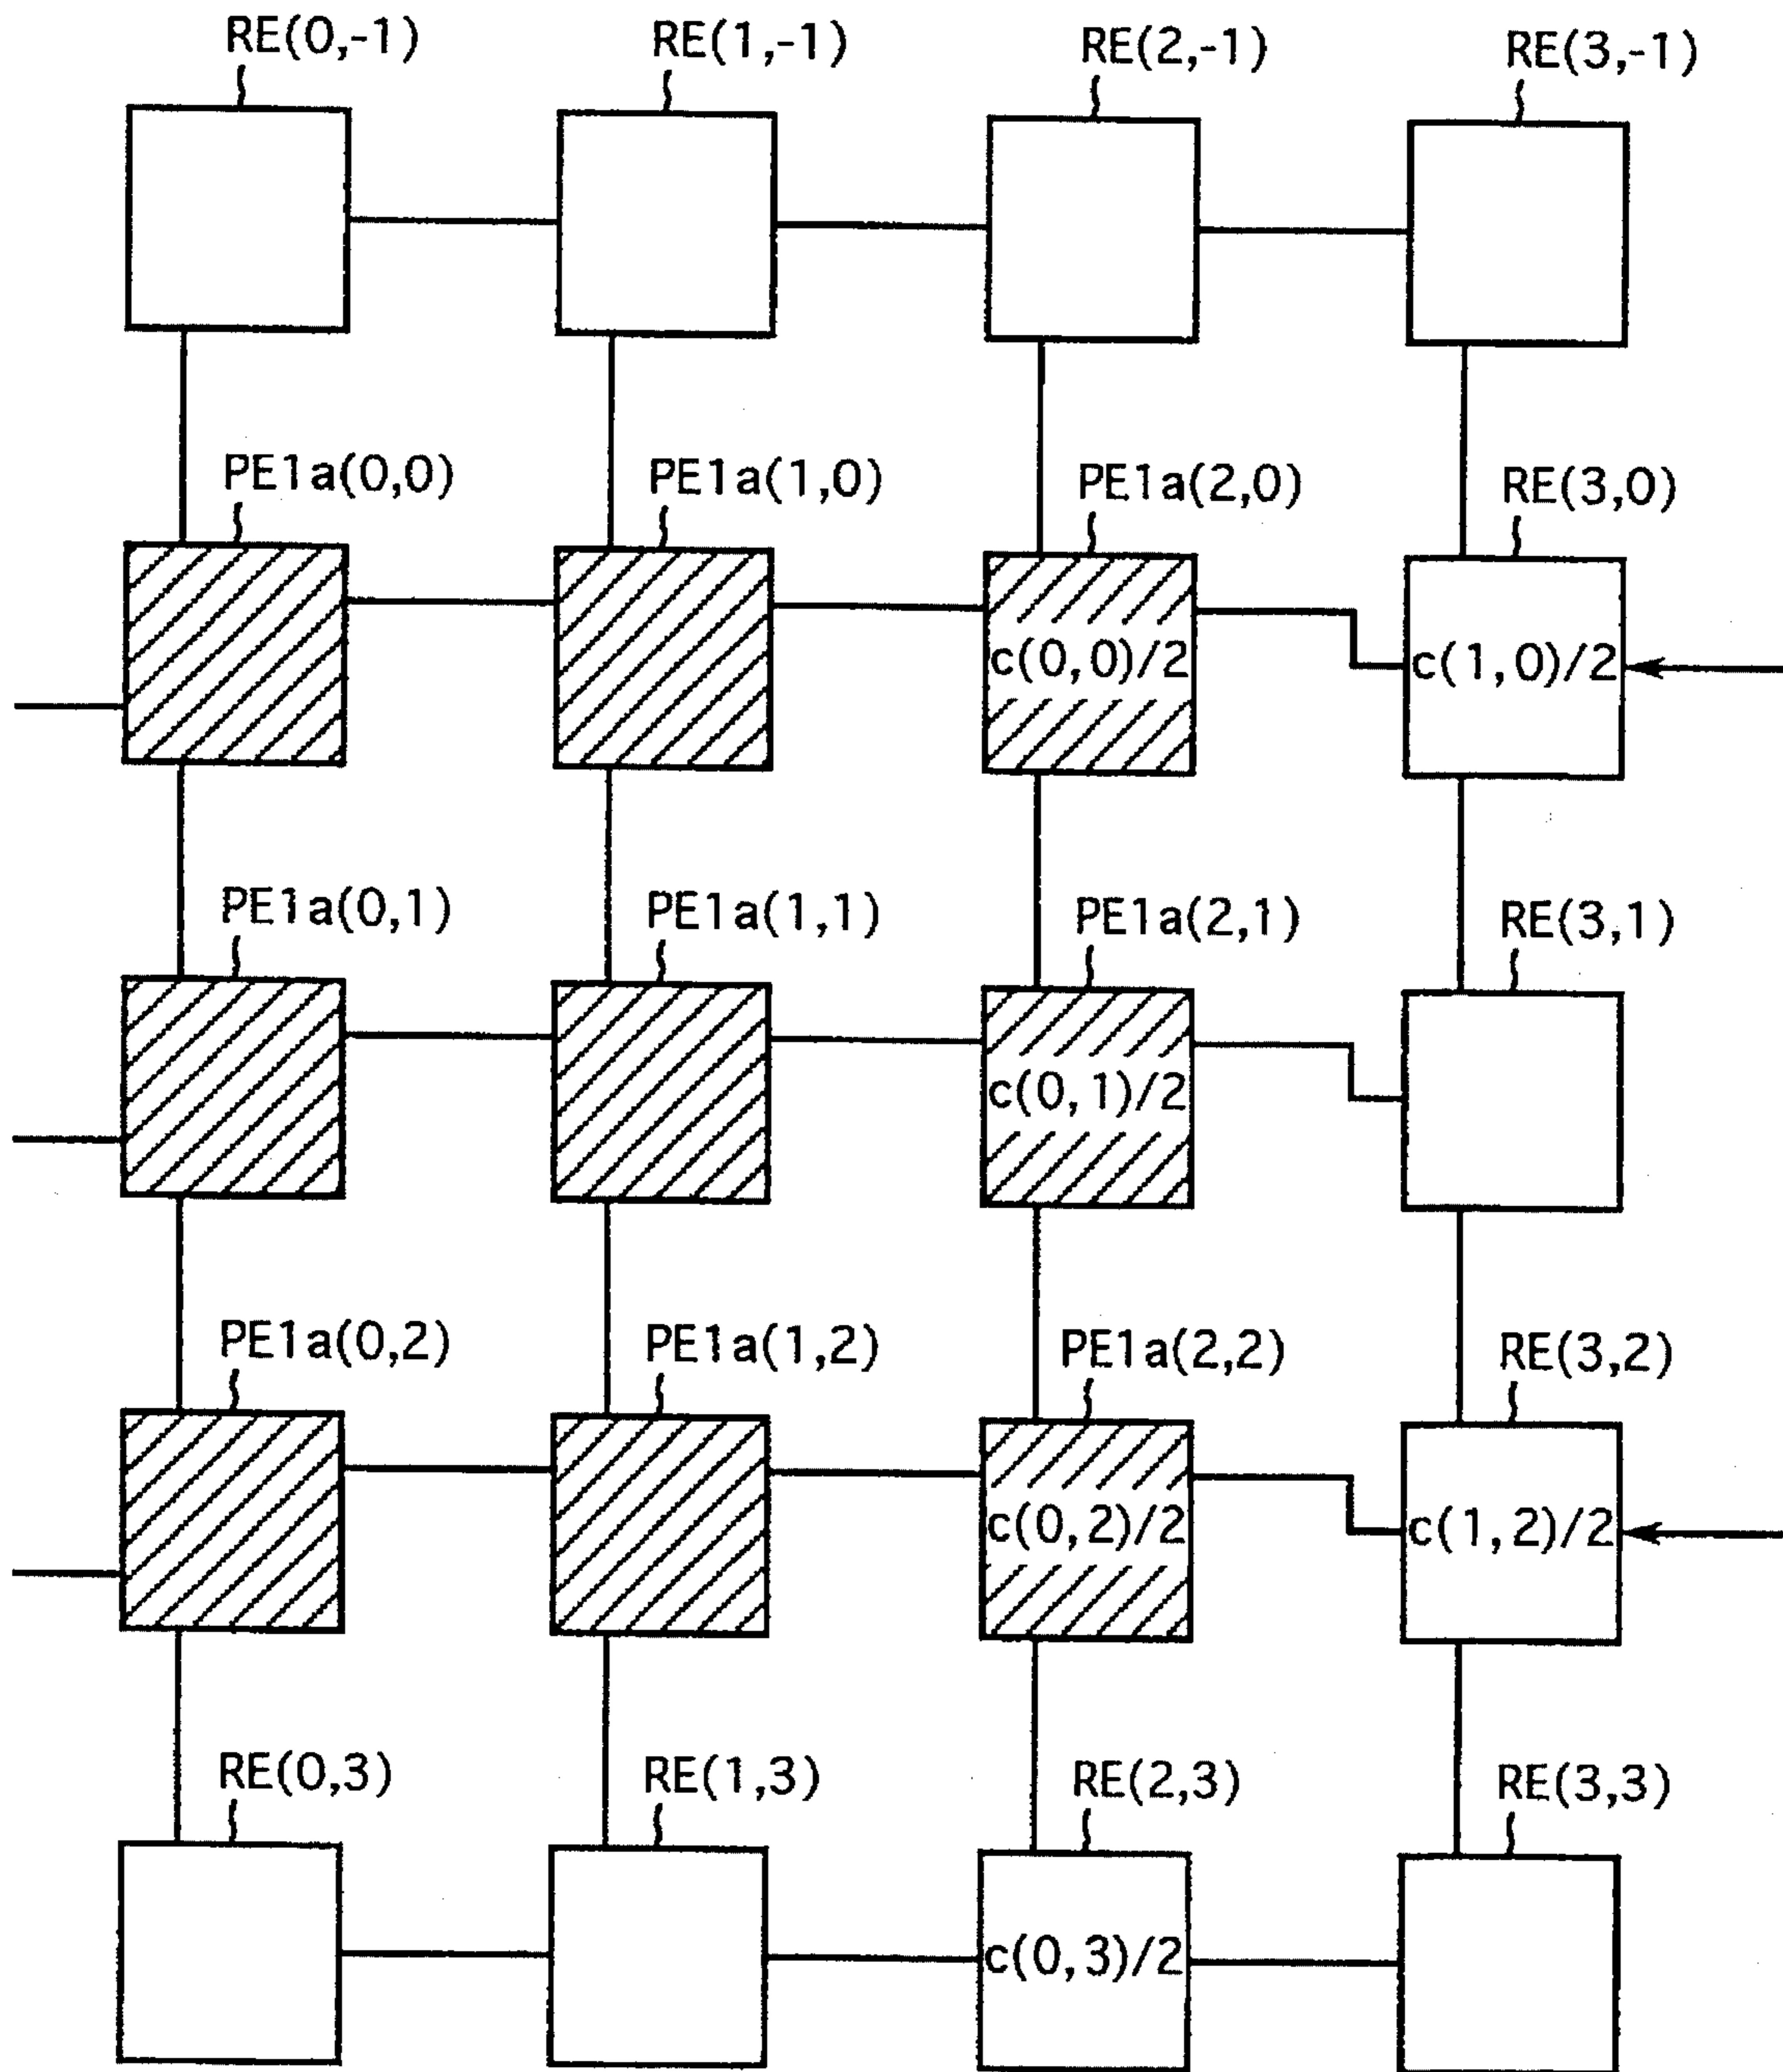 RE(0,-1) RE(1,-1) RE(2,-1) RE(3,-1)
PE1a(0,0) PE1a(1,0) PE1a(2,0) RE(3,0)
c(0,0)/2 c(1,0)/2
PE1a(0,1) PE1a(1,1) PE1a(2,1) RE(3,1)
c(0,1)/2
PE1a(0,2) PE1a(1,2) PE1a(2,2) RE(3,2)
c(0,2)/2 c(1,2)/2
RE(0,3) RE(1,3) RE(2,3) RE(3,3)
c(0,3)/2